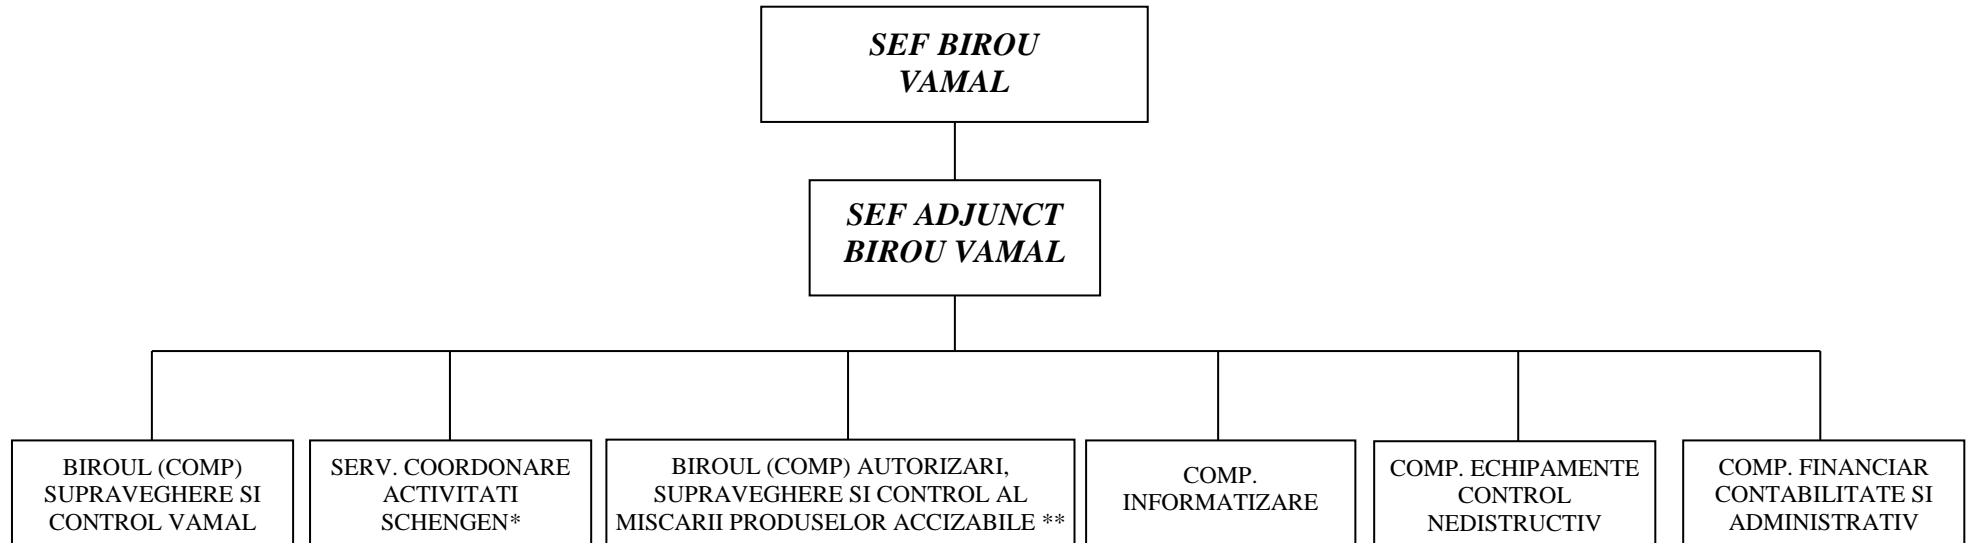 SEF BIROU
VAMAL
SEF ADJUNCT
BIROU VAMAL
BIROUL (COMP)
SUPRAVEGHERE SI
CONTROL VAMAL
SERV. COORDONARE
ACTIVITATI
SCHENGEN*
BIROUL (COMP) AUTORIZARI,
SUPRAVEGHERE SI CONTROL AL
MISCARII PRODUSELOR ACCIZABILE **
COMP.
INFORMATIZARE
COMP. ECHIPAMENTE
CONTROL
NEDISTRUCTIV
COMP. FINANCIAR
CONTABILITATE SI
ADMINISTRATIV